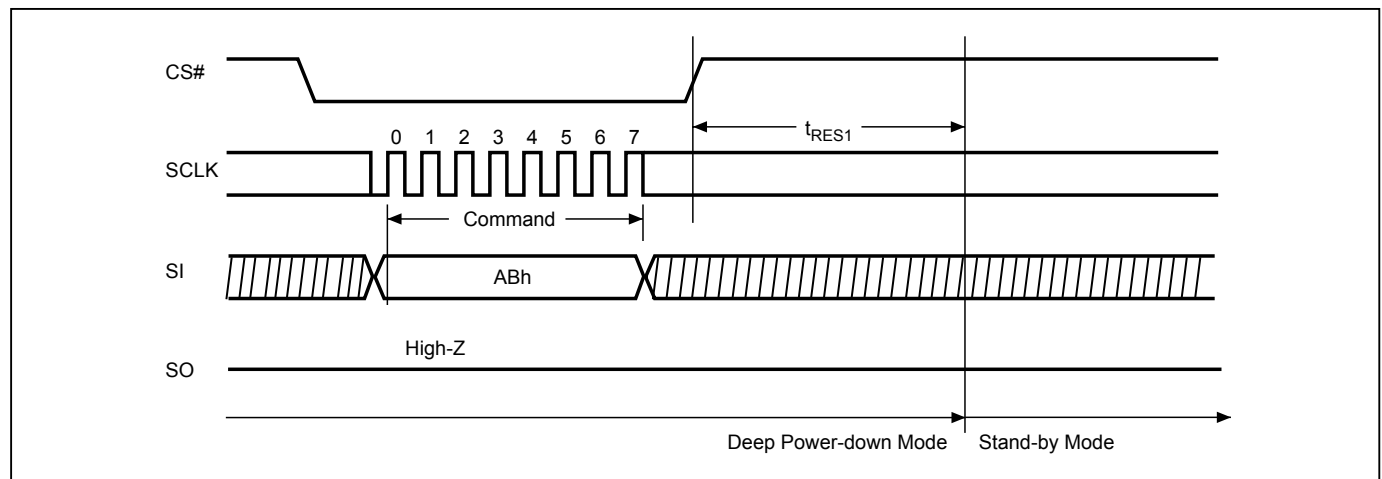 CS#
tRES1
0 1 2 3 4 5 6 7
SCLK
Command
SI
ABh
High-Z
SO
Deep Power-down Mode Stand-by Mode